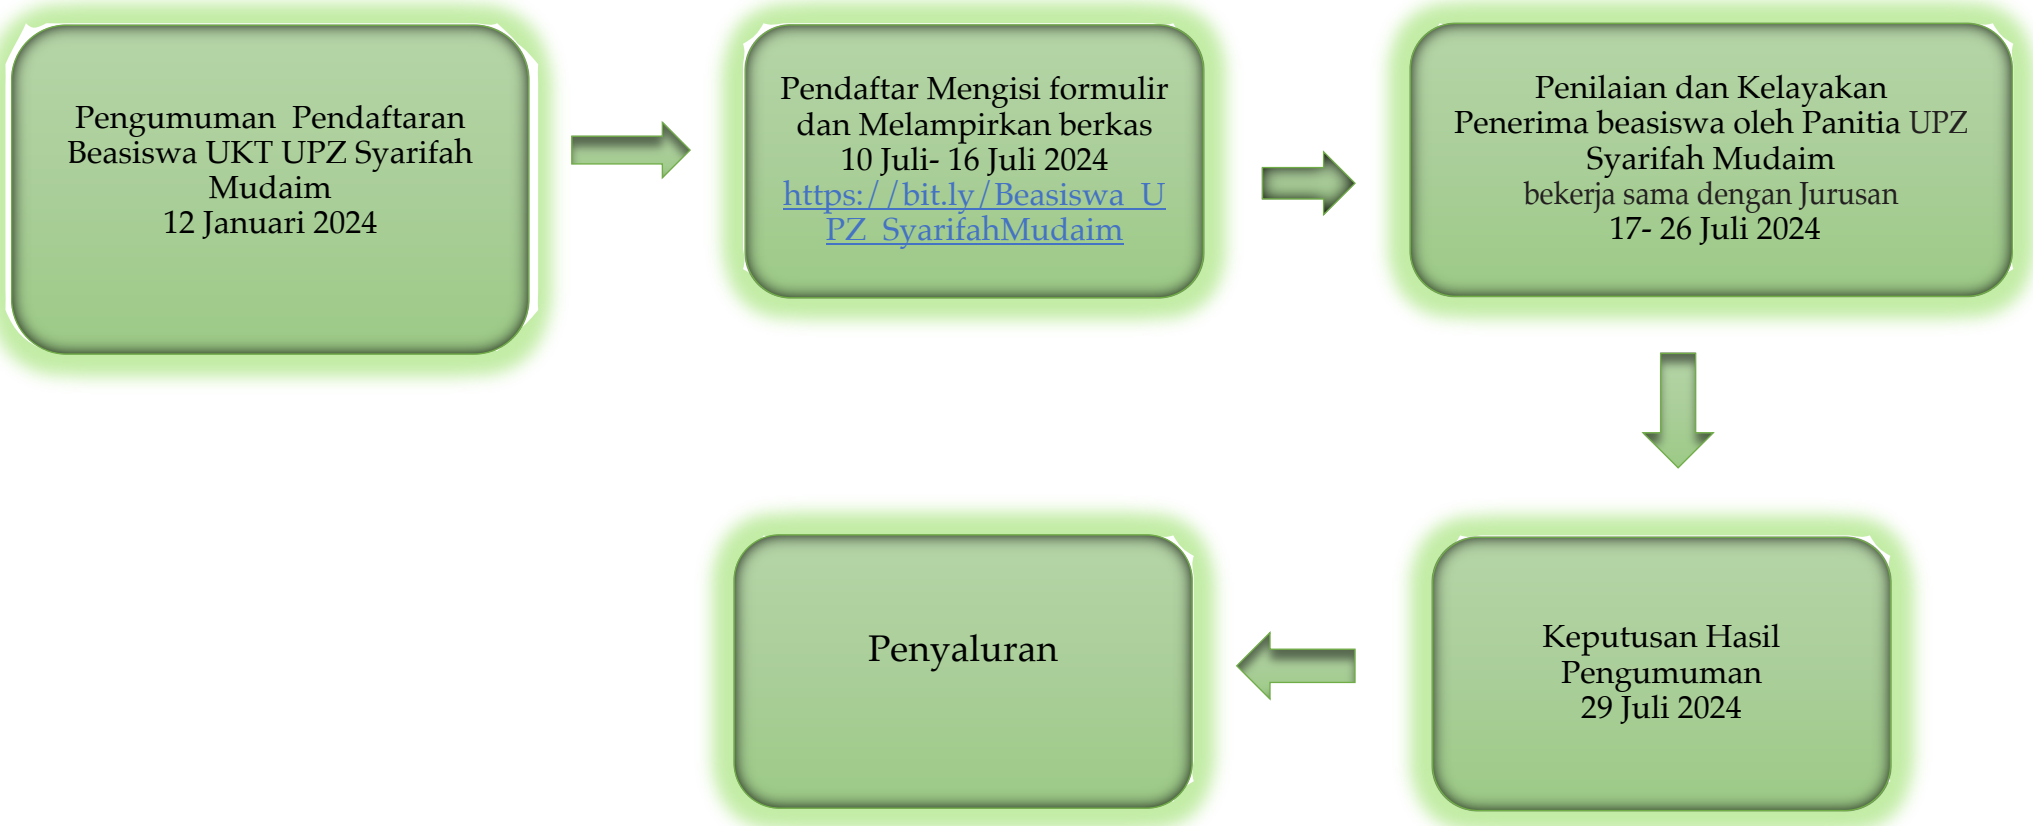 Pengumuman  Pendaftaran
Beasiswa UKT UPZ Syarifah
Mudaim
12 Januari 2024
Pendaftar Mengisi formulir
dan Melampirkan berkas
10 Juli- 16 Juli 2024
https://bit.ly/Beasiswa_U
PZ_SyarifahMudaim
Penilaian dan Kelayakan
Penerima beasiswa oleh Panitia UPZ
Syarifah Mudaim
bekerja sama dengan Jurusan
17- 26 Juli 2024
Penyaluran
Keputusan Hasil
Pengumuman
29 Juli 2024